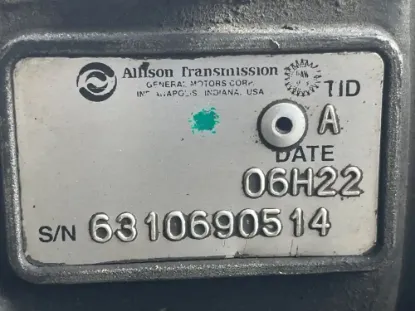 Allison Transmission
GENERAL MOTORS CORP.
INDIANAPOLIS, INDIANA, USA
TID
A
DATE
06H22
S/N 6310690514